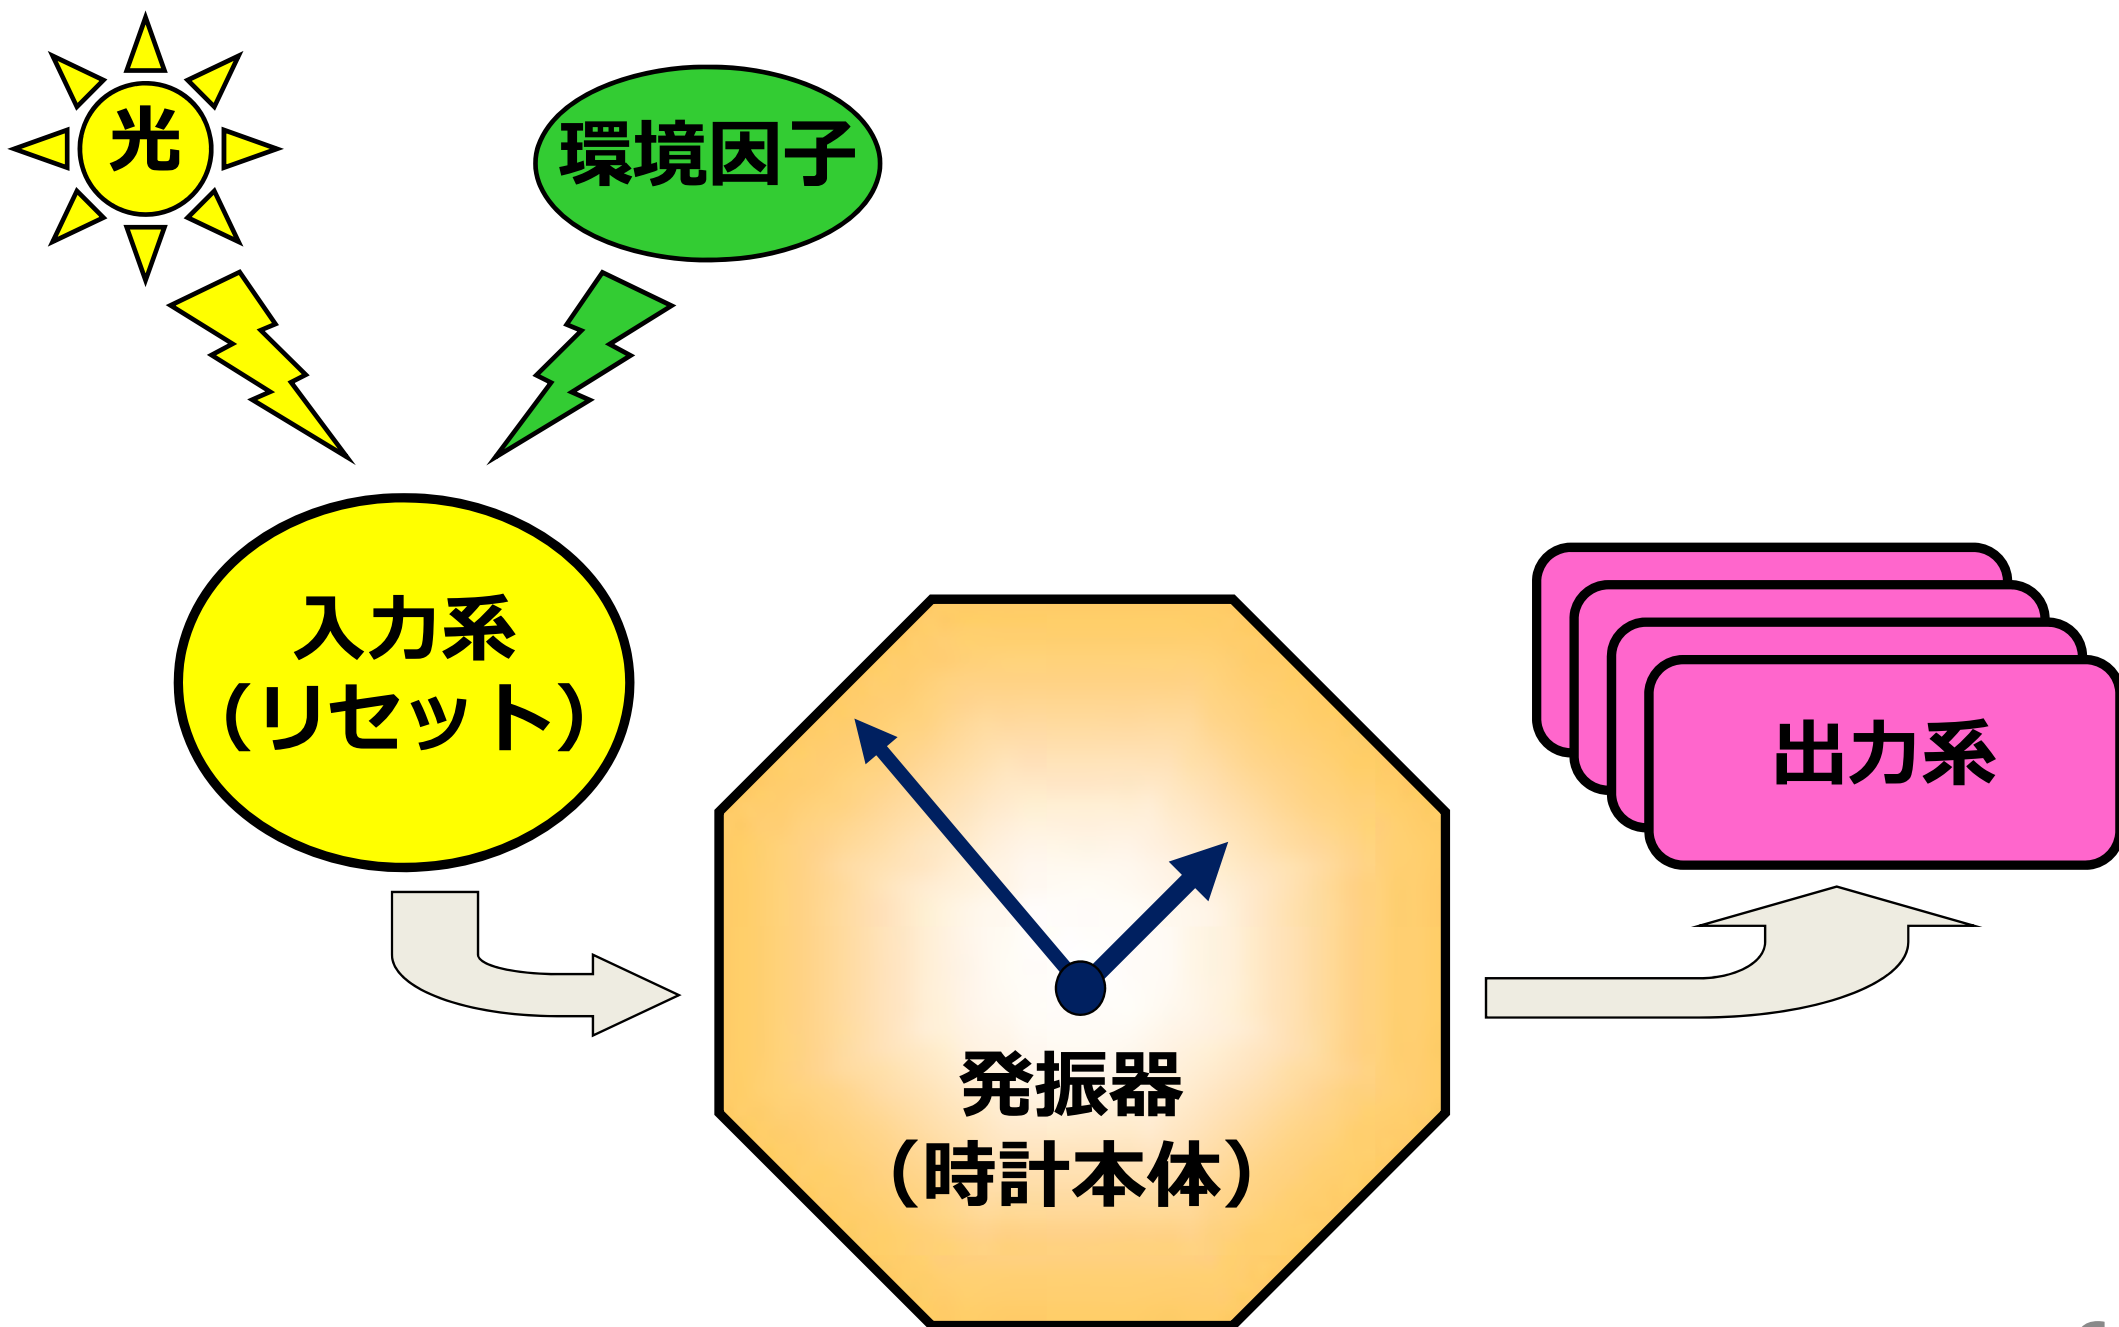 光
環境因子
入力系
（リセット）
発振器
（時計本体）
出力系